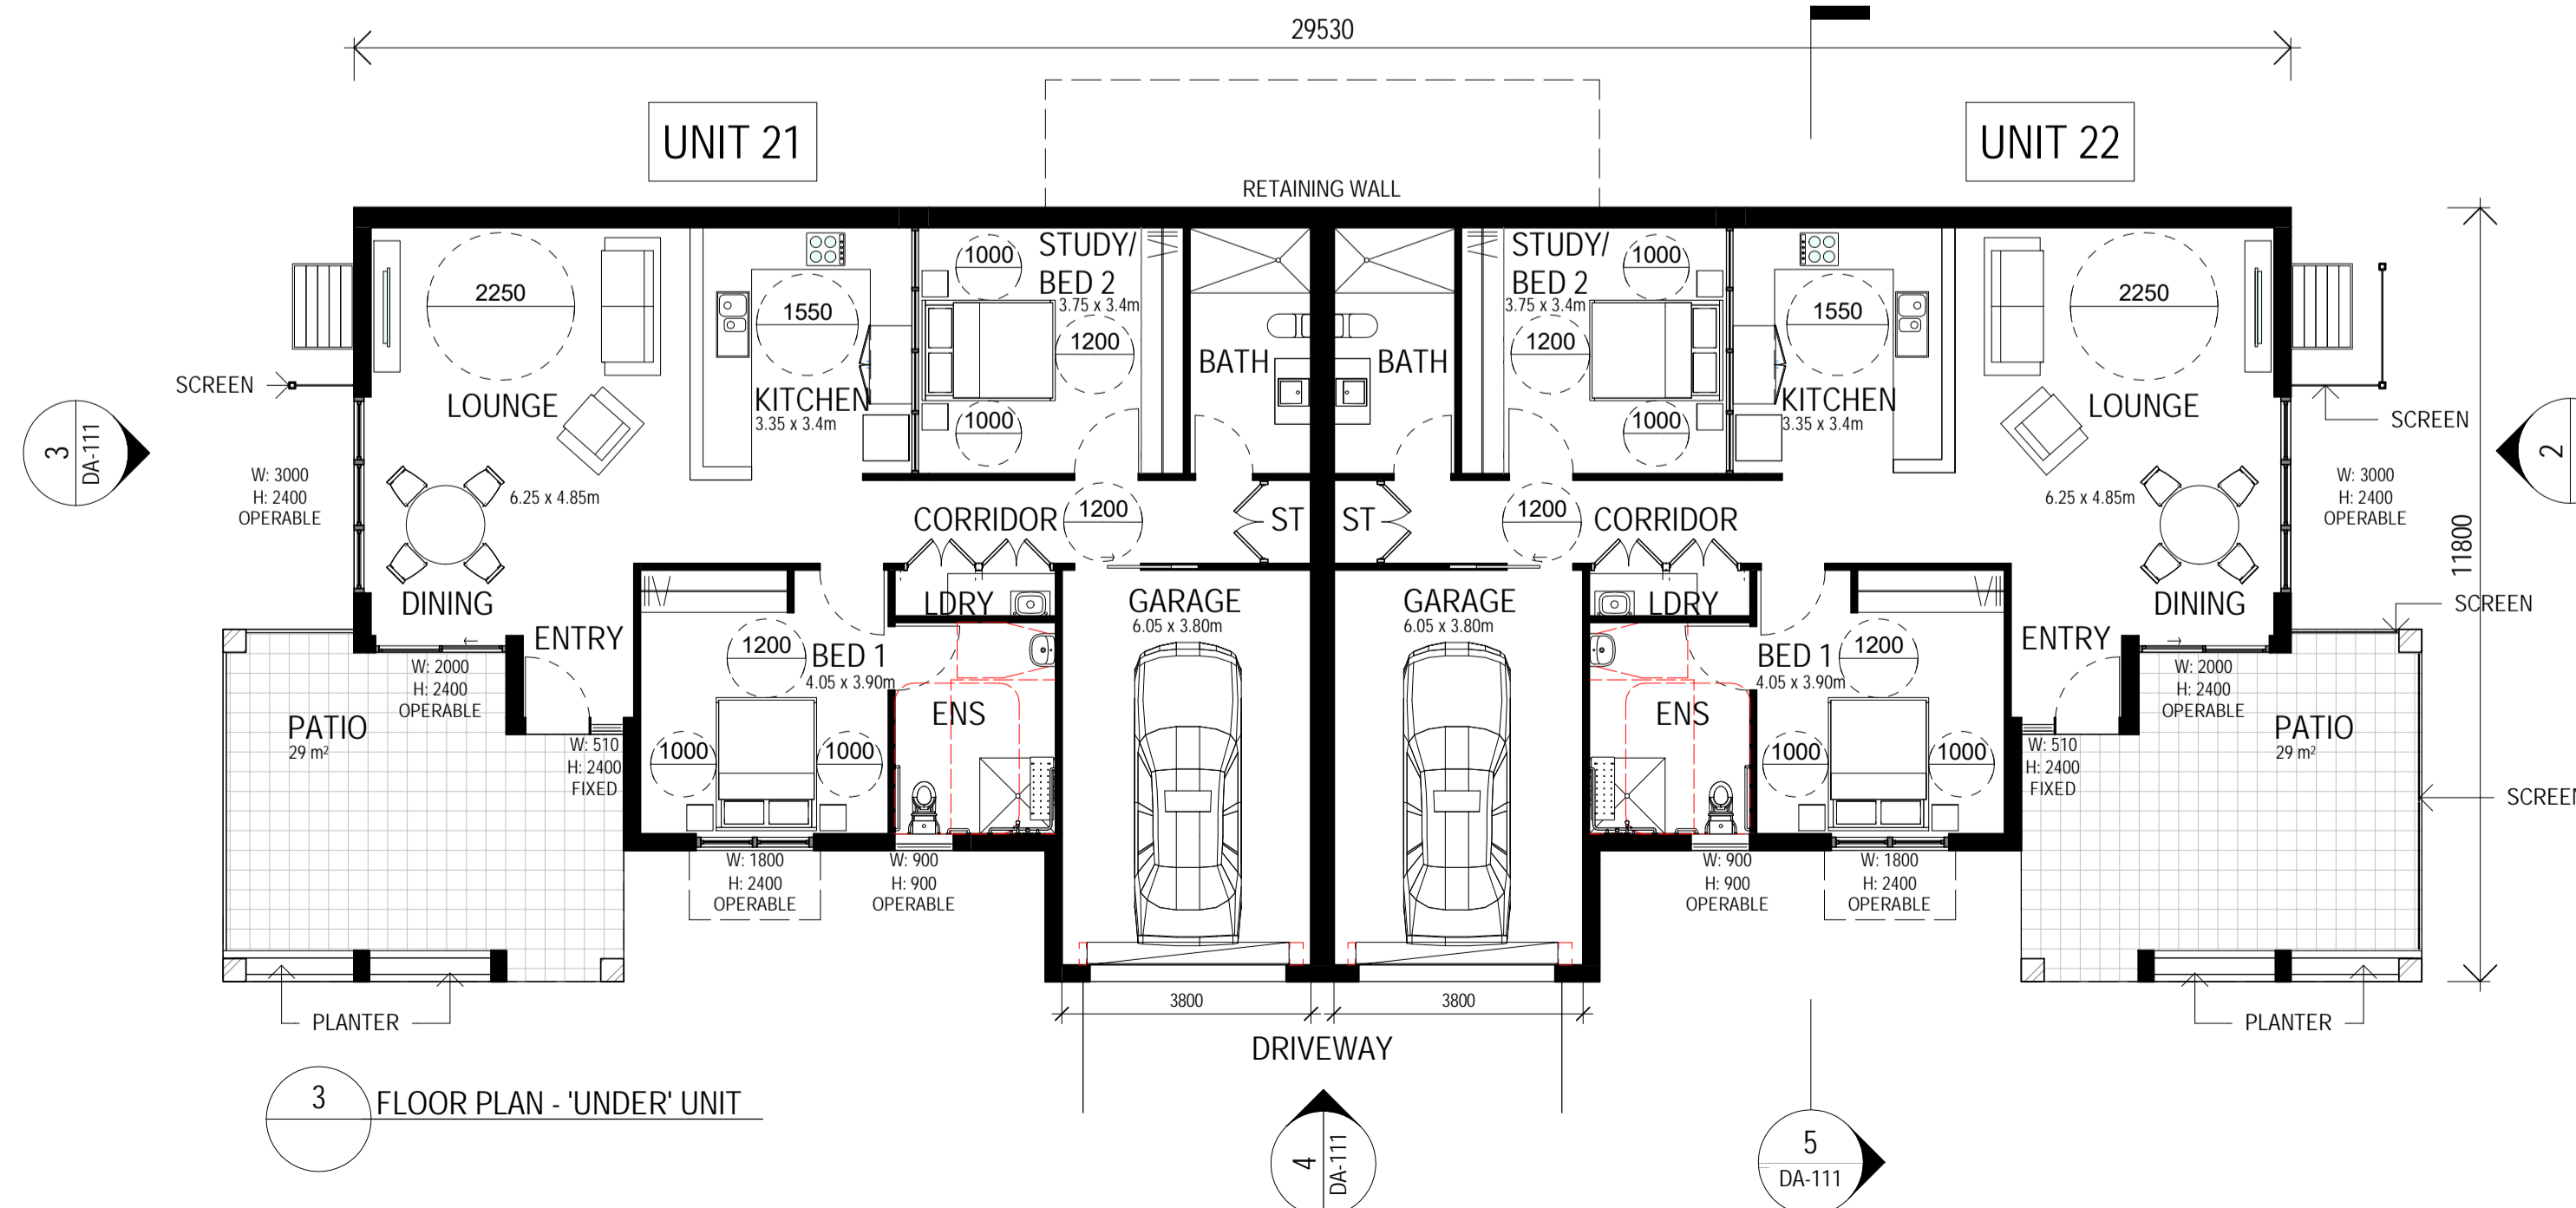 29530
UNIT 21
UNIT 22
RETAINING WALL
STUDY/
BED 2
3.75 x 3.4m
1000
1200
1000
STUDY/
BED 2
3.75 x 3.4m
1000
1200
1000
2250
1550
1550
2250
BATH
BATH
SCREEN
LOUNGE
KITCHEN
3.35 x 3.4m
KITCHEN
3.35 x 3.4m
LOUNGE
SCREEN
3
DA-111
2
W: 3000
H: 2400
OPERABLE
6.25 x 4.85m
6.25 x 4.85m
W: 3000
H: 2400
OPERABLE
CORRIDOR
1200
ST
ST
1200
CORRIDOR
11800
DINING
LDRY
GARAGE
6.05 x 3.80m
GARAGE
6.05 x 3.80m
LDRY
DINING
SCREEN
ENTRY
1200
BED 1
4.05 x 3.90m
BED 1
4.05 x 3.90m
1200
ENTRY
W: 2000
H: 2400
OPERABLE
W: 2000
H: 2400
OPERABLE
PATIO
29 m²
ENS
ENS
PATIO
29 m²
W: 510
H: 2400
FIXED
1000
1000
1000
1000
W: 510
H: 2400
FIXED
SCREEN
W: 1800
H: 2400
OPERABLE
W: 900
H: 900
OPERABLE
W: 900
H: 900
OPERABLE
W: 1800
H: 2400
OPERABLE
3800
3800
PLANTER
PLANTER
DRIVEWAY
3
FLOOR PLAN - 'UNDER' UNIT
4
DA-111
5
DA-111